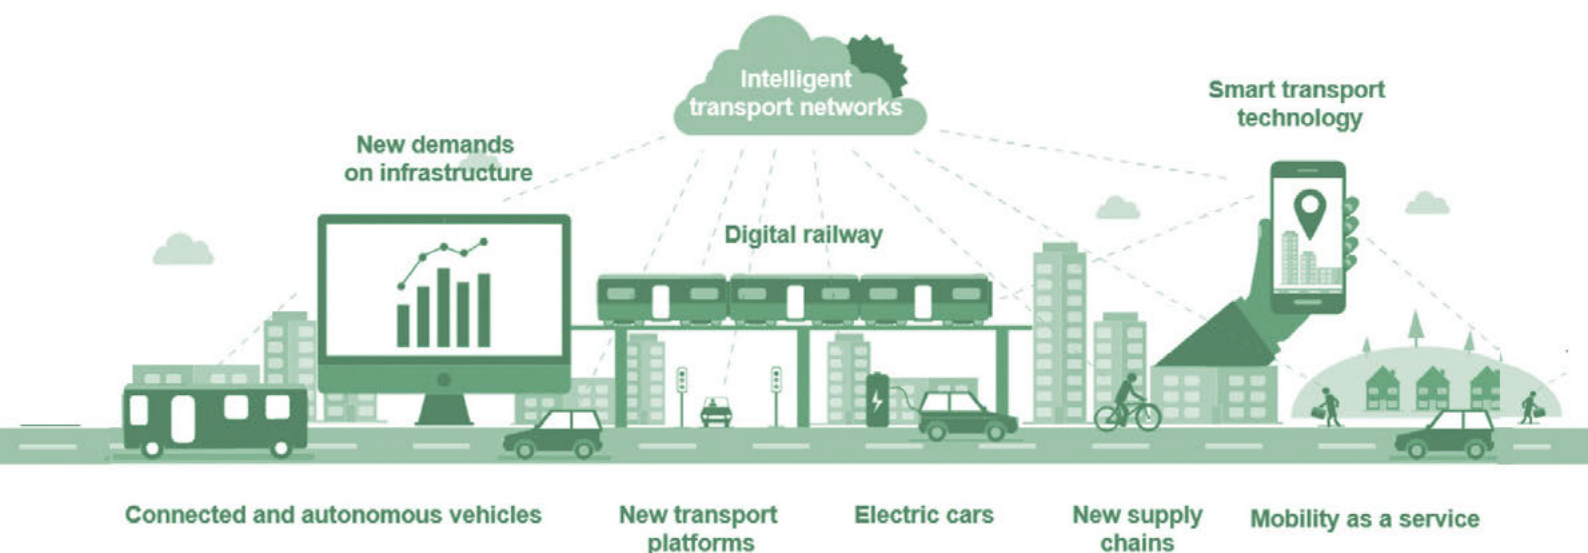 Intelligent
transport networks
Smart transport
technology
New demands
on infrastructure
Digital railway
Connected and autonomous vehicles
New transport
platforms
Electric cars
New supply
chains
Mobility as a service